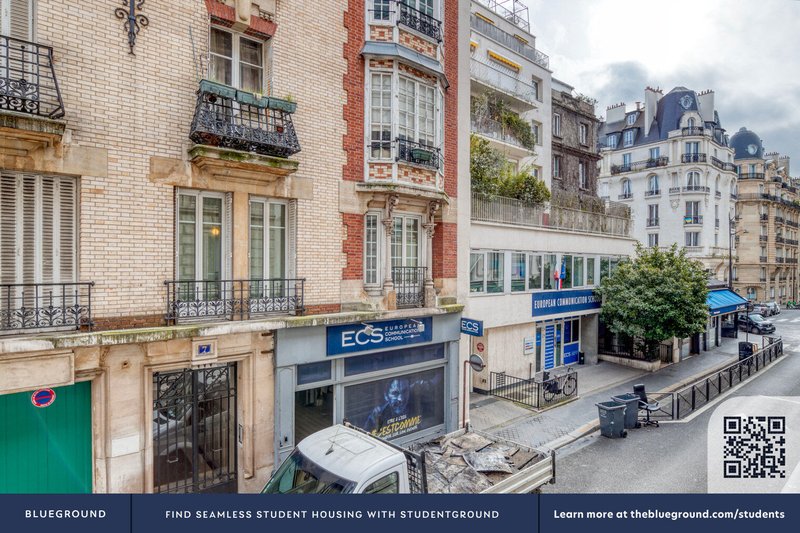 7
ECS EUROPEAN
COMMUNICATION
SCHOOL
ECS
EUROPEAN COMMUNICATION SCHOOL
ECS
BLUEGROUND
FIND SEAMLESS STUDENT HOUSING WITH STUDENTGROUND
Learn more at theblueground.com/students